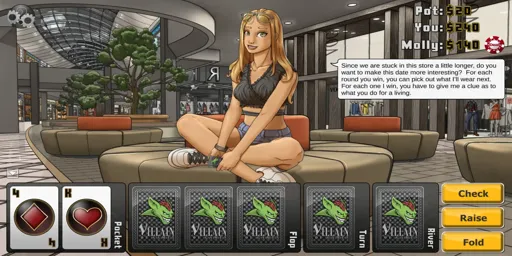 Pot: $20
You: $240
Molly: $140
Since we are stuck in this store a little longer, do you
want to make this date more interesting? For each
round you win, you can pick out what I'll wear next.
For each one I win, you have to give me a clue as to
what you do for a living.
4
4
K
K
Pocket
VILLAIN
VILLAIN
VILLAIN
Flop
VILLAIN
Turn
VILLAIN
River
Check
Raise
Fold